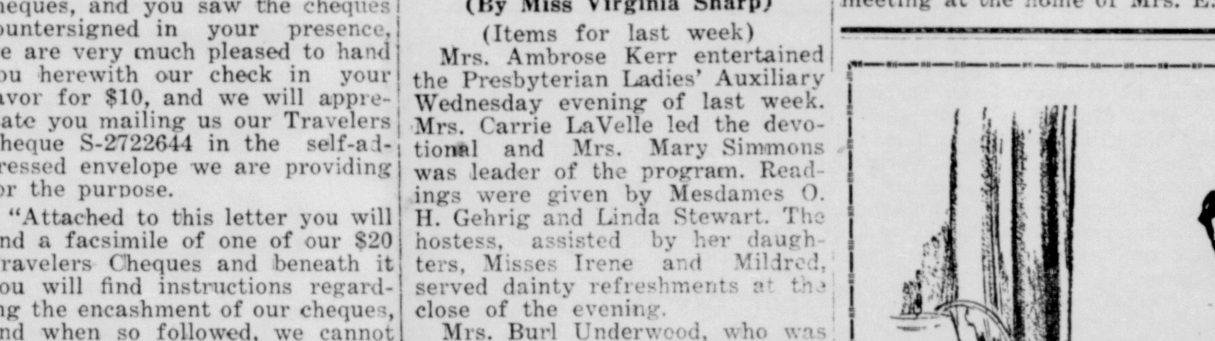 heques, and you saw the cheques
ountersigned in your presence,
e are very much pleased to hand
ou herewith our check in your
avor for $10, and we will appre-
ate you mailing us our Travelers
heque S-2722644 in the self-ad-
ressed envelope we are providing
or the purpose.
"Attached to this letter you will
nd a facsimile of one of our $20
ravelers Cheques and beneath it
ou will find instructions regard-
ng the encashment of our cheques,
nd when so followed, we cannot
(By Miss Virginia Sharp)
(Items for last week)
Mrs. Ambrose Kerr entertained
the Presbyterian Ladies' Auxiliary
Wednesday evening of last week.
Mrs. Carrie LaVelle led the devo-
tional and Mrs. Mary Simmons
was leader of the program. Read-
ings were given by Mesdames O.
H. Gehrig and Linda Stewart. The
hostess, assisted by her daugh-
ters, Misses Irene and Mildred,
served dainty refreshments at the
close of the evening.
Mrs. Burl Underwood, who was
meeting at the home of Mrs. E.